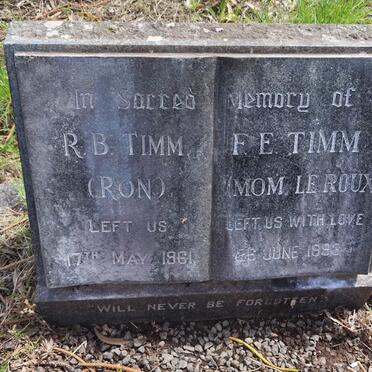 In Sacred Memory of
R. B. TIMM F. E. TIMM
(RON) (MOM LE ROUX
LEFT US LEFT US WITH LOVE
17TH MAY 1961 JUNE
WILL NEVER BE FORGOTTEN